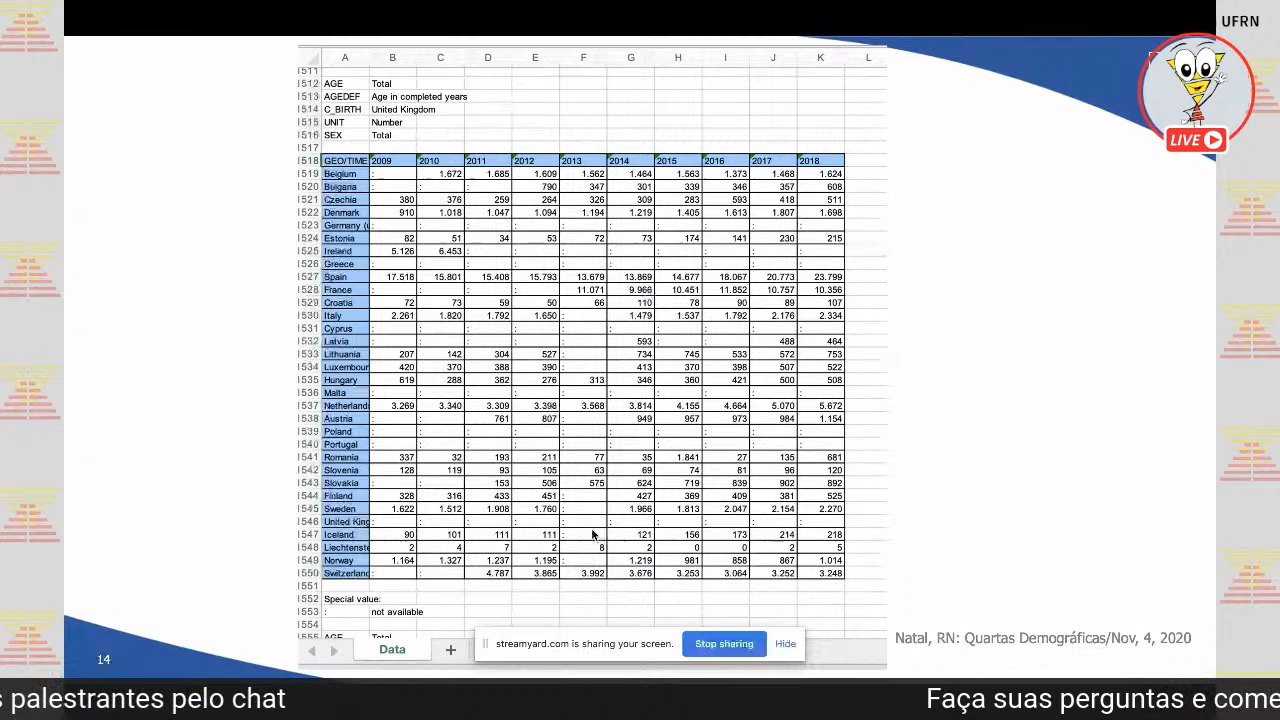 UFRN
LIVE
A B C D E F G H I J K L
1511
1512 AGE Total
1513 AGEDEF Age in completed years
1514 C_BIRTH United Kingdom
1515 UNIT Number
1516 SEX Total
1517
1518 GEO/TIME 2009 2010 2011 2012 2013 2014 2015 2016 2017 2018
1519 Belgium : 1.672 1.685 1.609 1.562 1.464 1.563 1.373 1.468 1.624
1520 Bulgaria : : : 790 347 301 339 346 357 608
1521 Czechia 380 376 259 264 326 309 283 593 418 511
1522 Denmark 910 1.018 1.047 1.094 1.194 1.219 1.405 1.613 1.807 1.698
1523 Germany (u : : : : : : : : : :
1524 Estonia 82 51 34 53 72 73 174 141 230 215
1525 Ireland 5.126 6.453 : : : : : : : :
1526 Greece : : : : : : : : : :
1527 Spain 17.518 15.801 15.408 15.793 13.679 13.869 14.677 18.067 20.773 23.799
1528 France : : : : 11.071 9.966 10.451 11.852 10.757 10.356
1529 Croatia 72 73 59 50 66 110 78 90 89 107
1530 Italy 2.261 1.820 1.792 1.650 : 1.479 1.537 1.792 2.176 2.334
1531 Cyprus : : : : : : : : : :
1532 Latvia : : : : : 593 : : 488 384
1533 Lithuania 207 142 304 527 : 734 745 533 572 753
1534 Luxembour 420 370 388 390 : 413 370 398 507 522
1535 Hungary 619 288 362 276 313 346 360 421 500 508
1536 Malta : : : : : : : : : :
1537 Netherland 3.269 3.340 3.309 3.398 3.568 3.814 4.155 4.664 5.070 5.672
1538 Austria : : 761 807 : 949 957 973 984 1.154
1539 Poland : : : : : : : : : :
1540 Portugal : : : : : : : : : :
1541 Romania 337 32 193 211 77 35 1.841 27 135 681
1542 Slovenia 128 119 93 105 63 69 74 81 96 120
1543 Slovakia : : 153 506 575 624 719 839 902 892
1544 Finland 328 316 433 451 : 427 369 409 381 525
1545 Sweden 1.622 1.512 1.908 1.760 : 1.966 1.813 2.154 2.270
1546 United King : : : : : : : : : :
1547 Iceland 90 101 111 111 : 121 156 173 214 218
1548 Liechtenste 2 4 7 2 8 2 0 0 2 5
1549 Norway 1.164 1.327 1.237 1.195 : 1.219 981 858 867 1.014
1550 Switzerland : : 4.787 3.865 3.992 3.676 3.253 3.064 3.252 3.248
1551
1552 Special value:
1553 : not available
1554
1555 AGE Total
Data
streamyard.com is sharing your screen. Stop sharing Hide
Natal, RN: Quartas Demográficas/Nov, 4, 2020
14
s palestrantes pelo chat
Faça suas perguntas e come